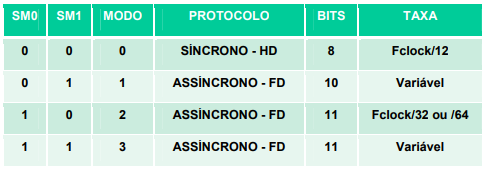 SM0 SM1 MODO PROTOCOLO BITS TAXA
0 0 0 SÍNCRONO - HD 8 Fclock/12
0 1 1 ASSÍNCRONO - FD 10 Variável
1 0 2 ASSÍNCRONO - FD 11 Fclock/32 ou /64
1 1 3 ASSÍNCRONO - FD 11 Variável